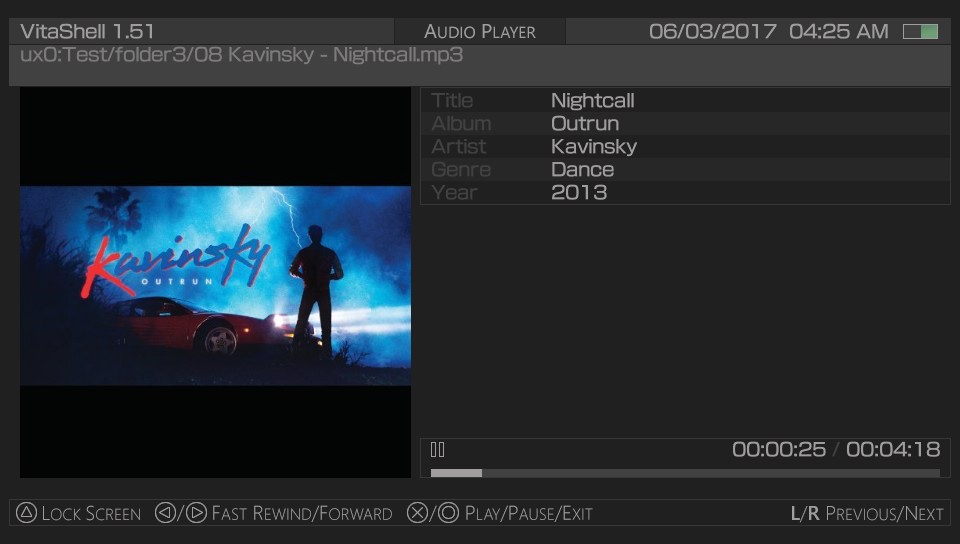 VitaShell 1.51 AUDIO PLAYER 06/03/2017 04:25 AM
ux0:Test/folder3/08 Kavinsky - Nightcall.mp3
Title Nightcall
Album Outrun
Artist Kavinsky
Genre Dance
Year 2013
Kavinsky
OUTRUN
00:00:25 / 00:04:18
LOCK SCREEN / FAST REWIND/FORWARD / PLAY/PAUSE/EXIT L/R PREVIOUS/NEXT